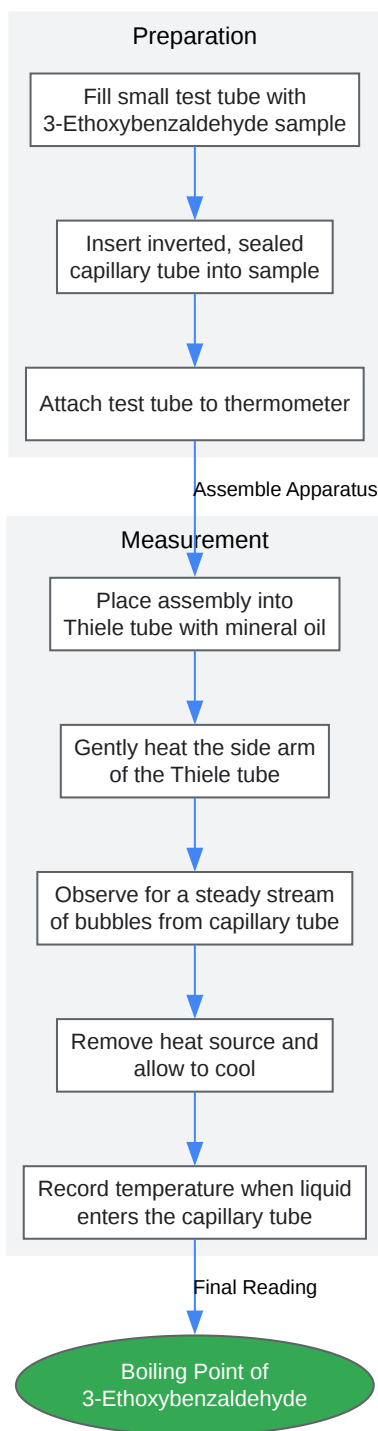 Preparation
Fill small test tube with
3-Ethoxybenzaldehyde sample
Insert inverted, sealed
capillary tube into sample
Attach test tube to thermometer
Assemble Apparatus
Measurement
Place assembly into
Thiele tube with mineral oil
Gently heat the side arm
of the Thiele tube
Observe for a steady stream
of bubbles from capillary tube
Remove heat source and
allow to cool
Record temperature when liquid
enters the capillary tube
Final Reading
Boiling Point of
3-Ethoxybenzaldehyde